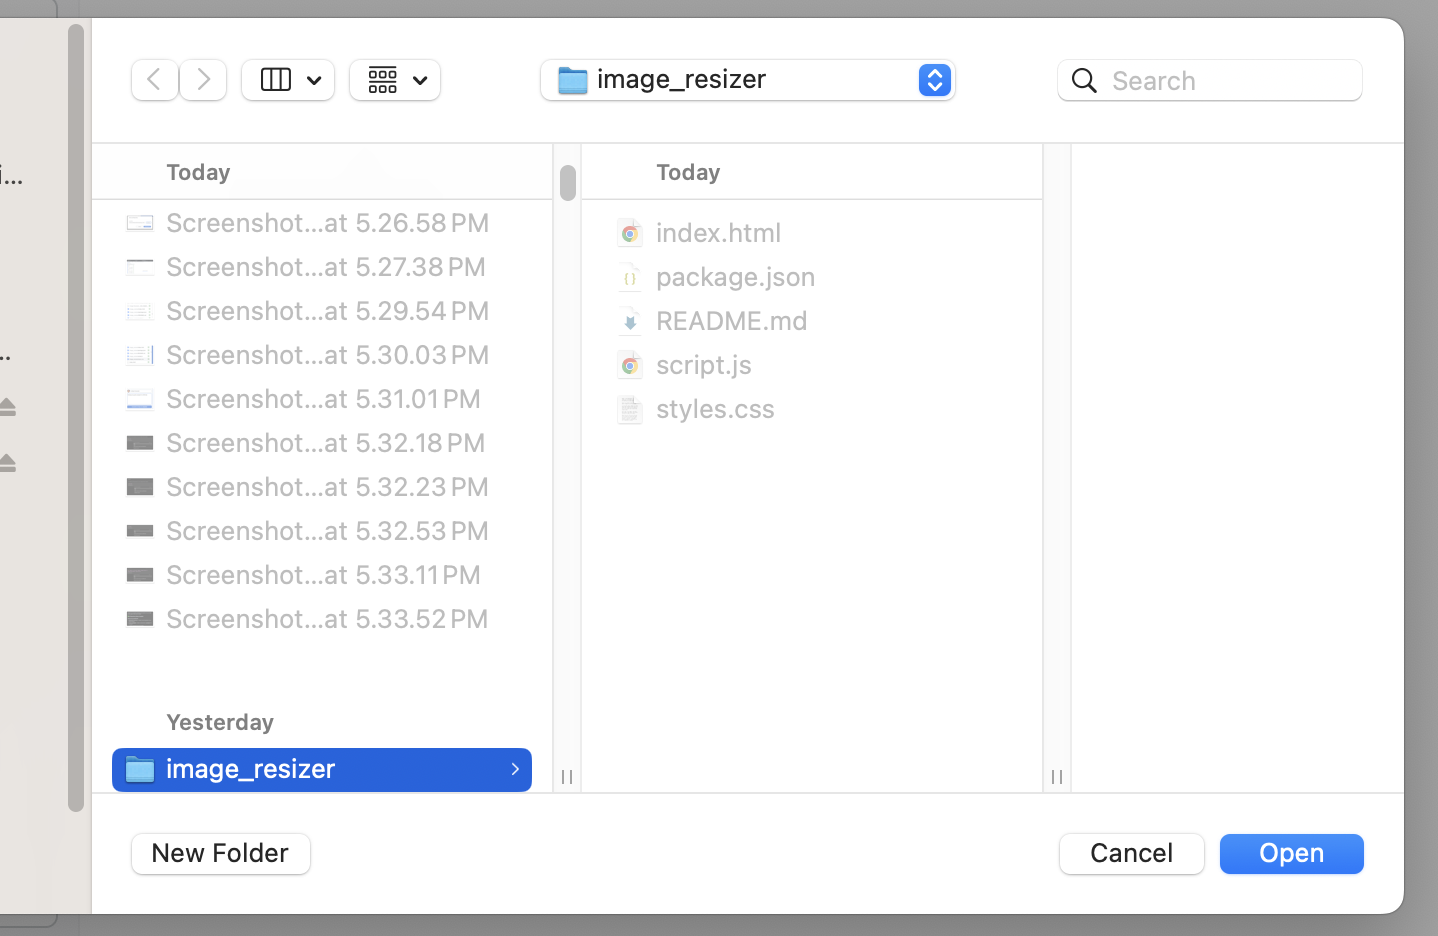 i...
..
image_resizer
Search
Today
Screenshot...at 5.26.58 PM
Screenshot...at 5.27.38 PM
Screenshot...at 5.29.54 PM
Screenshot...at 5.30.03 PM
Screenshot...at 5.31.01 PM
Screenshot...at 5.32.18 PM
Screenshot...at 5.32.23 PM
Screenshot...at 5.32.53 PM
Screenshot...at 5.33.11 PM
Screenshot...at 5.33.52 PM
Yesterday
image_resizer
Today
index.html
package.json
README.md
script.js
styles.css
New Folder
Cancel
Open